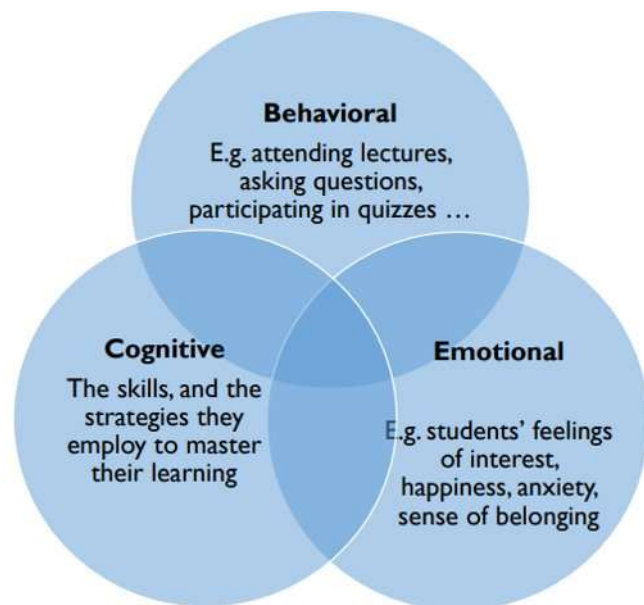 Behavioral
E.g. attending lectures,
asking questions,
participating in quizzes ...
Cognitive
The skills, and the
strategies they
employ to master
their learning
Emotional
E.g. students’ feelings
of interest,
happiness, anxiety,
sense of belonging